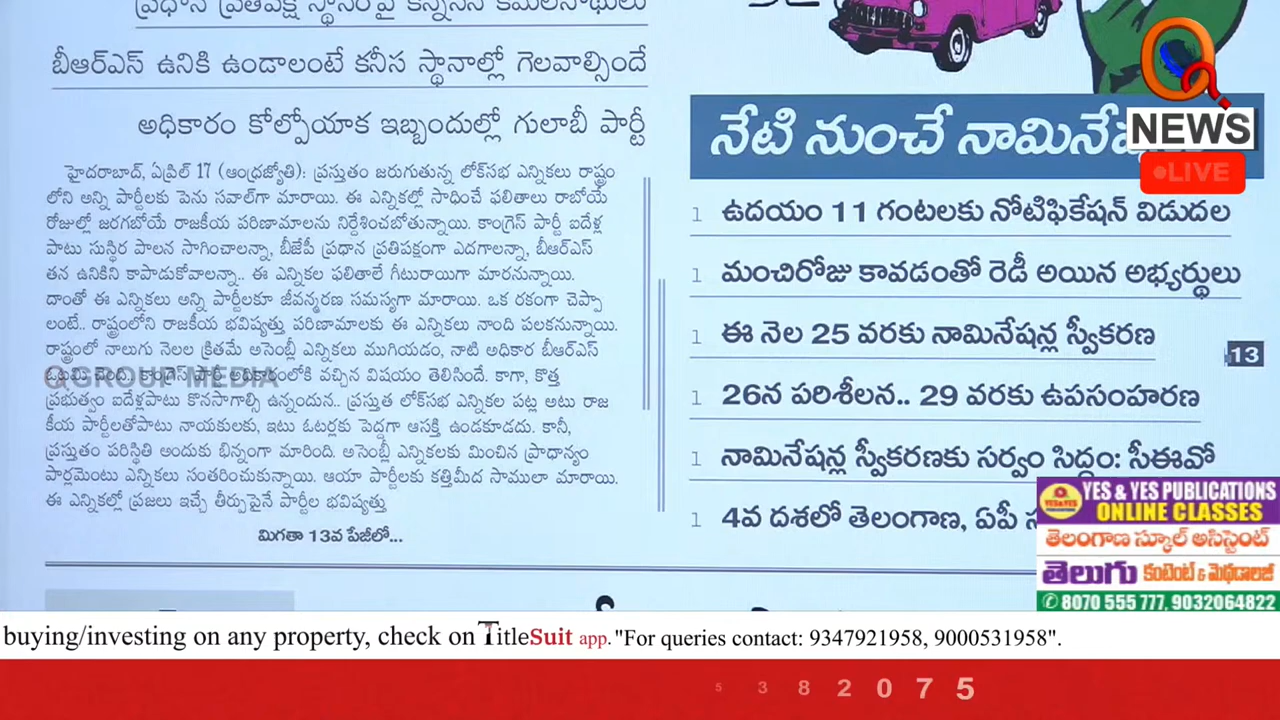 ప్రధాన ప్రతిపక్ష స్థానంపై కన్నేసిన కమలనాథులు
బీఆర్ఎస్ ఉనికి ఉండాలంటే కనీస స్థానాల్లో గెలవాల్సిందే
అధికారం కోల్పోయాక ఇబ్బందుల్లో గులాబీ పార్టీ
హైదరాబాద్, ఏప్రిల్ 17 (ఆంధ్రజ్యోతి): ప్రస్తుతం జరుగుతున్న లోక్‌సభ ఎన్నికలు రాష్ట్రం
లోని అన్ని పార్టీలకు పెను సవాల్‌గా మారాయి. ఈ ఎన్నికల్లో సాధించే ఫలితాలు రాబోయే
రోజుల్లో జరగబోయే రాజకీయ పరిణామాలను నిర్దేశించబోతున్నాయి. కాంగ్రెస్ పార్టీ ఐదేళ్ల
పాటు సుస్థిర పాలన సాగించాలన్నా, బీజేపీ ప్రధాన ప్రతిపక్షంగా ఎదగాలన్నా, బీఆర్ఎస్
తన ఉనికిని కాపాడుకోవాలన్నా.. ఈ ఎన్నికల ఫలితాలే గీటురాయిగా మారనున్నాయి.
దాంతో ఈ ఎన్నికలు అన్ని పార్టీలకూ జీవన్మరణ సమస్యగా మారాయి. ఒక రకంగా చెప్పా
లంటే.. రాష్ట్రంలోని రాజకీయ భవిష్యత్తు పరిణామాలకు ఈ ఎన్నికలు నాంది పలకనున్నాయి.
రాష్ట్రంలో నాలుగు నెలల క్రితమే అసెంబ్లీ ఎన్నికలు ముగియడం, నాటి అధికార బీఆర్ఎస్
కాంగ్రెస్ పార్టీ అధికారంలోకి వచ్చిన విషయం తెలిసిందే. కాగా, కొత్త
ప్రభుత్వం ఐదేళ్లపాటు కొనసాగాల్సి ఉన్నందున.. ప్రస్తుత లోక్‌సభ ఎన్నికల పట్ల అటు రాజ
కీయ పార్టీలతోపాటు నాయకులకు, ఇటు ఓటర్లకు పెద్దగా ఆసక్తి ఉండకూడదు. కానీ,
ప్రస్తుతం పరిస్థితి అందుకు భిన్నంగా మారింది. అసెంబ్లీ ఎన్నికలకు మించిన ప్రాధాన్యం
పార్లమెంటు ఎన్నికలు సంతరించుకున్నాయి. ఆయా పార్టీలకు కత్తిమీద సాములా మారాయి.
ఈ ఎన్నికల్లో ప్రజలు ఇచ్చే తీర్పుపైనే పార్టీల భవిష్యత్తు
మిగతా 13వ పేజీలో...
Q GROUP MEDIA
నేటి నుంచే
ఉదయం 11 గంటలకు నోటిఫికేషన్ విడుదల
మంచిరోజు కావడంతో రెడీ అయిన అభ్యర్థులు
ఈ నెల 25 వరకు నామినేషన్ల స్వీకరణ
13
26న పరిశీలన.. 29 వరకు ఉపసంహరణ
నామినేషన్ల స్వీకరణకు సర్వం సిద్ధం: సీఈవో
4వ దశలో తెలంగాణ, ఏపీ
Q
NEWS
LIVE
YES & YES PUBLICATIONS
ONLINE CLASSES
తెలంగాణ స్కూల్ అసిస్టెంట్
తెలుగు కంటెంట్ & మెథడాలజీ
8070 555 777, 9032064822
buying/investing on any property, check on TitleSuit app. "For queries contact: 9347921958, 9000531958".
5 3 8 2 0 7 5